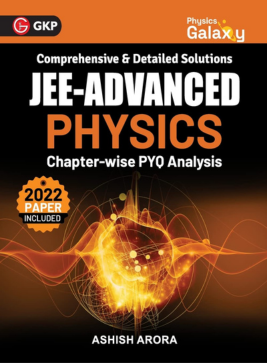 GKP
Physics
Galaxy
Comprehensive & Detailed Solutions
JEE-ADVANCED
PHYSICS
Chapter-wise PYQ Analysis
2022
PAPER
INCLUDED
ASHISH ARORA